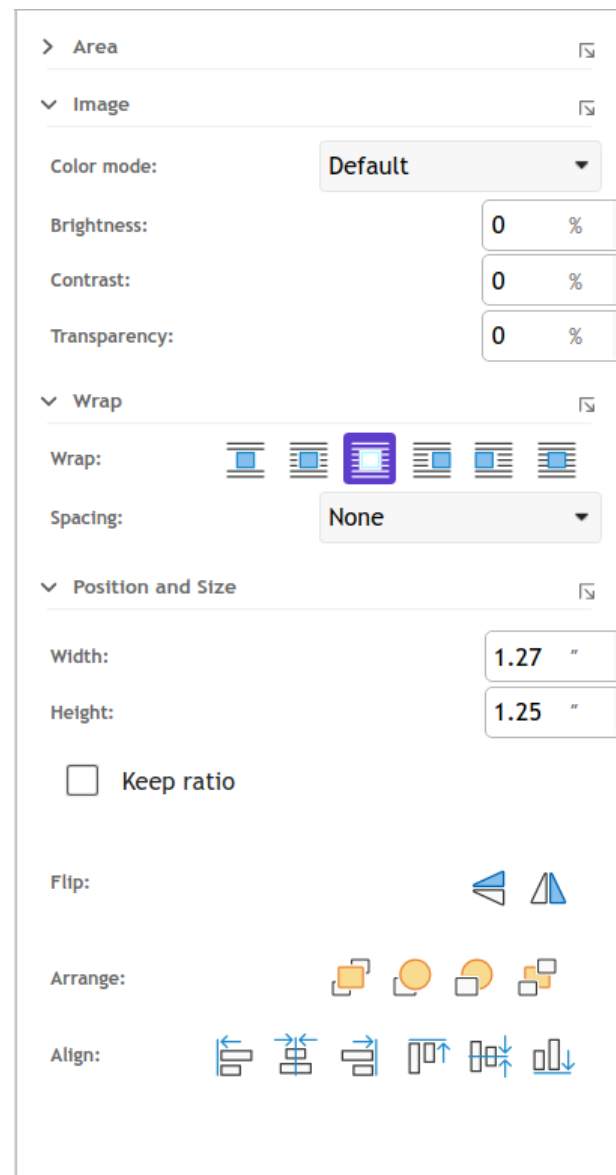 Area
Image
Color mode: Default
Brightness: 0 %
Contrast: 0 %
Transparency: 0 %
Wrap
Wrap:
Spacing: None
Position and Size
Width: 1.27 ″
Height: 1.25 ″
Keep ratio
Flip:
Arrange:
Align: